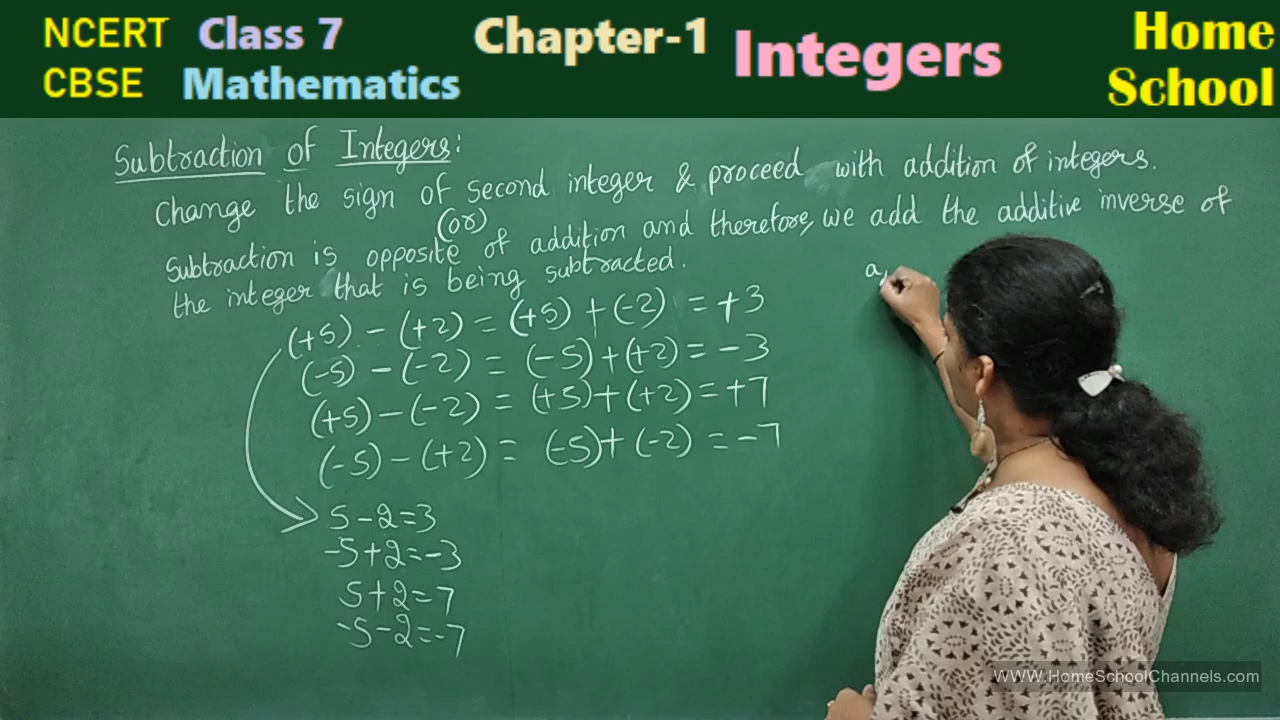 NCERT Class 7 Chapter-1 Integers Home
CBSE Mathematics School
Subtraction of Integers:
Change the sign of second integer & proceed with addition of integers.
(or)
Subtraction is opposite of addition and therefore, we add the additive inverse of
the integer that is being subtracted.
a,
(+5) - (+2) = (+5) + (-2) = +3
(-5) - (-2) = (-5) + (+2) = -3
(+5) - (-2) = (+5) + (+2) = +7
(-5) - (+2) = (-5) + (-2) = -7
5 - 2 = 3
-5 + 2 = -3
5 + 2 = 7
-5 - 2 = -7
WWW.HomeSchoolChannels.com